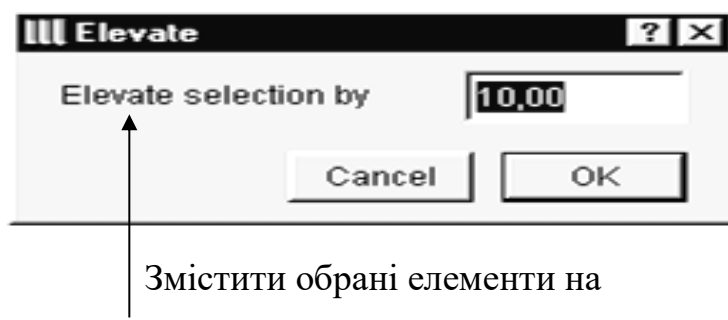 Elevate
Elevate selection by 10,00
Cancel OK
Змістити обрані елементи на